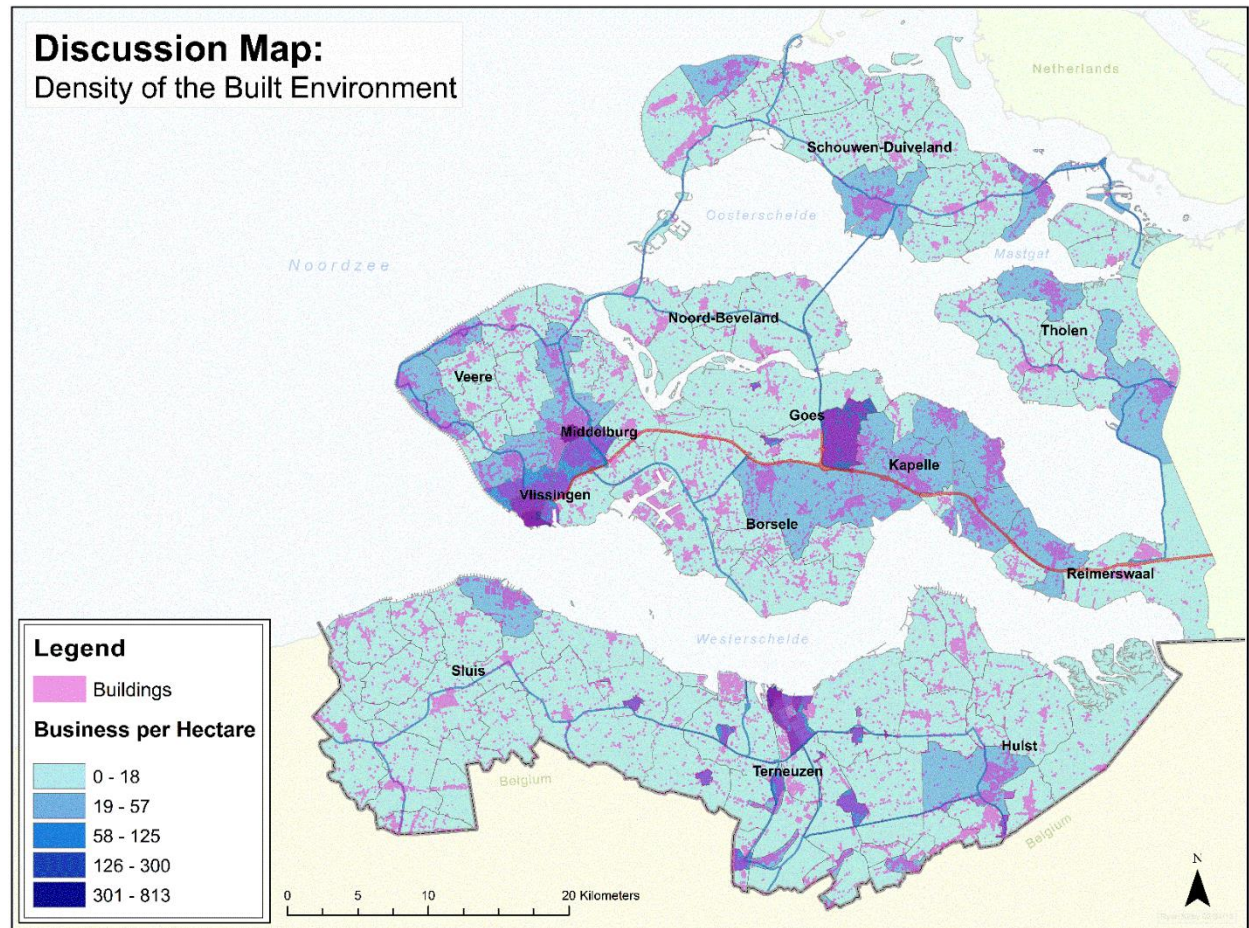 Discussion Map:
Density of the Built Environment
Netherlands
Schouwen-Duiveland
Oosterschelde
Noordzee
Mastgat
Noord-Beveland
Tholen
Veere
Goes
Middelburg
Kapelle
Vlissingen
Borsele
Reimerswaal
Westerschelde
Sluis
Hulst
Terneuzen
Belgium
Belgium
Legend
Buildings
Business per Hectare
0 - 18
19 - 57
58 - 125
126 - 300
301 - 813
0 5 10 20 Kilometers
N